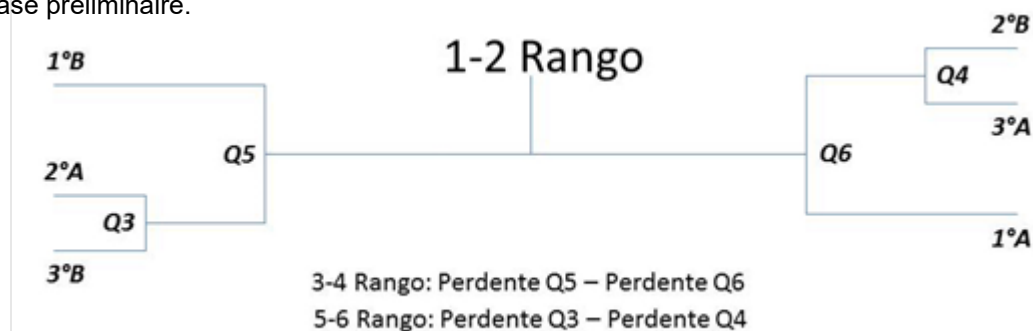 ase preliminaire.
2°B
1°B
1-2 Rango
Q4
3°A
Q5
Q6
2°A
Q3
1°A
3°B
3-4 Rango: Perdente Q5 – Perdente Q6
5-6 Rango: Perdente Q3 – Perdente Q4